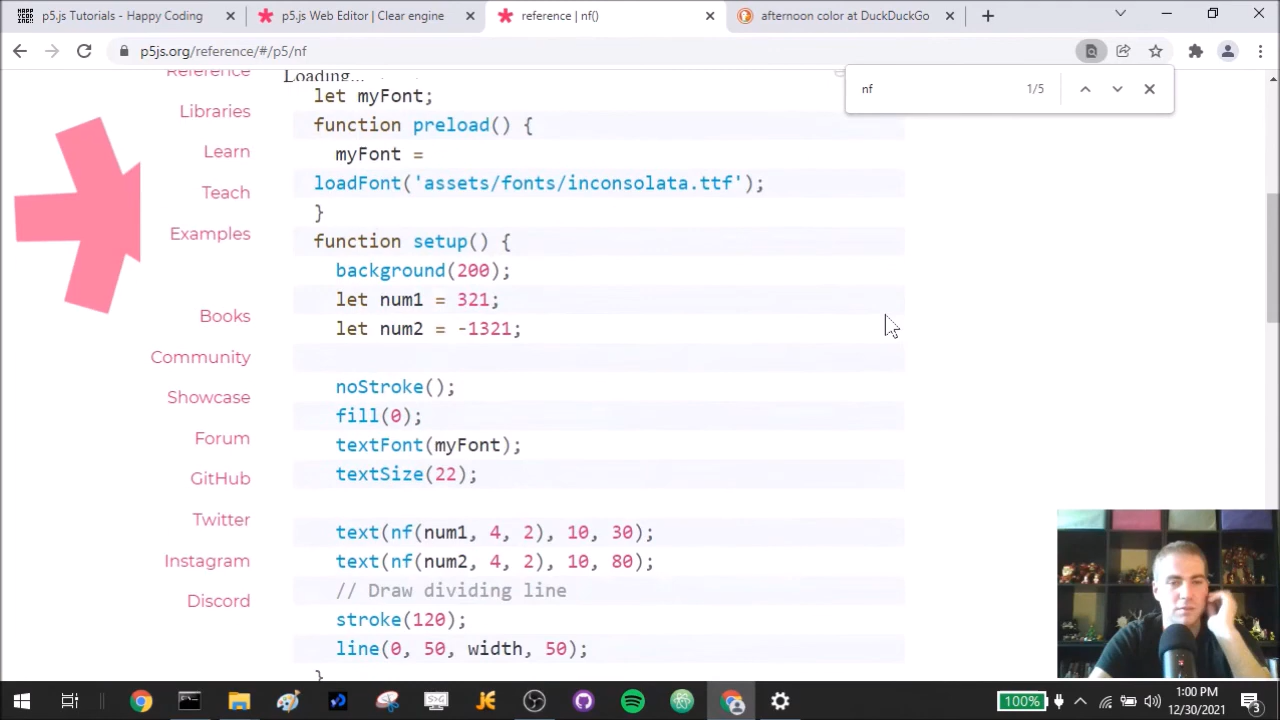 p5.js Tutorials - Happy Coding
p5.js Web Editor | Clear engine
reference | nf()
afternoon color at DuckDuckGo
p5js.org/reference/#/p5/nf
nf
1/5
Reference
Libraries
Learn
Teach
Examples
Books
Community
Showcase
Forum
GitHub
Twitter
Instagram
Discord
Loading...
let myFont;
function preload() {
myFont =
loadFont('assets/fonts/inconsolata.ttf');
}
function setup() {
background(200);
let num1 = 321;
let num2 = -1321;
noStroke();
fill(0);
textFont(myFont);
textSize(22);
text(nf(num1, 4, 2), 10, 30);
text(nf(num2, 4, 2), 10, 80);
// Draw dividing line
stroke(120);
line(0, 50, width, 50);
}
100%
1:00 PM
12/30/2021
3